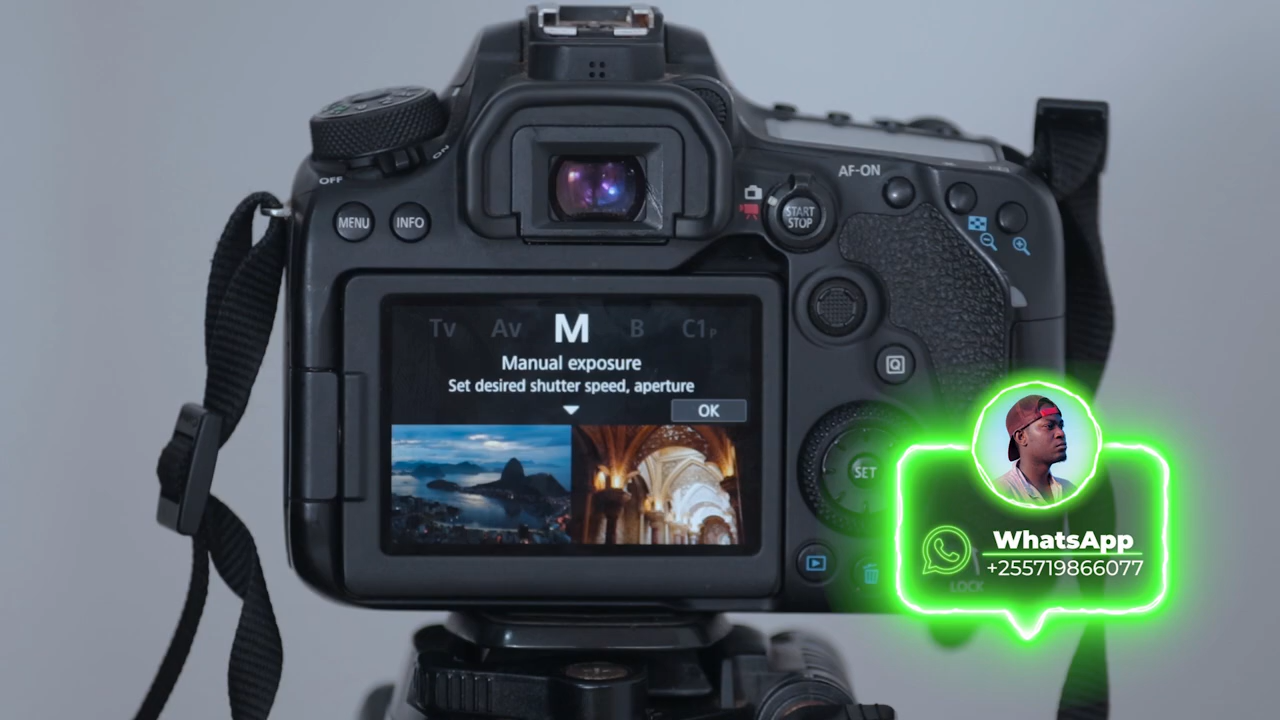 OFF
ON
MENU
INFO
START
STOP
AF-ON
Tv Av M B C1P
Manual exposure
Set desired shutter speed, aperture
OK
Q
SET
WhatsApp
+255719866077
LOCK